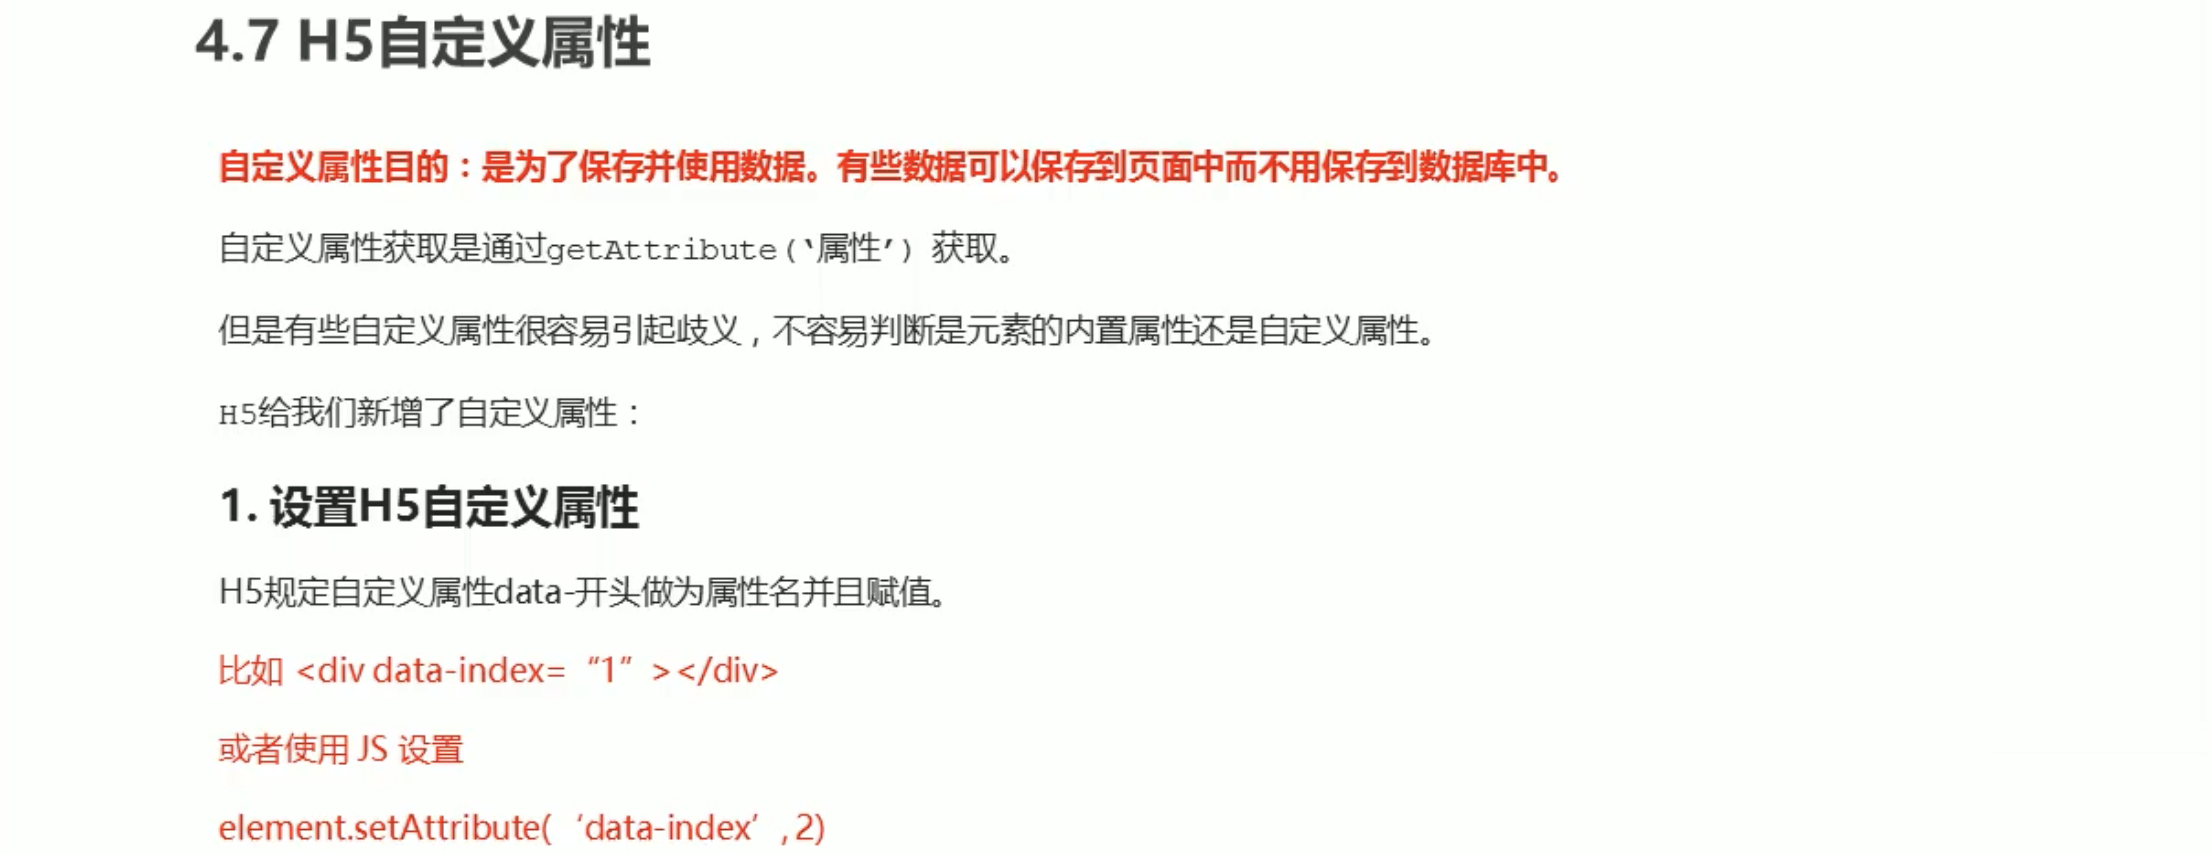 4.7 H5自定义属性
自定义属性目的：是为了保存并使用数据。有些数据可以保存到页面中而不用保存到数据库中。
自定义属性获取是通过getAttribute(‘属性’) 获取。
但是有些自定义属性很容易引起歧义，不容易判断是元素的内置属性还是自定义属性。
H5给我们新增了自定义属性：
1. 设置H5自定义属性
H5规定自定义属性data-开头做为属性名并且赋值。
比如 <div data-index=“1”></div>
或者使用 JS 设置
element.setAttribute(‘data-index’, 2)